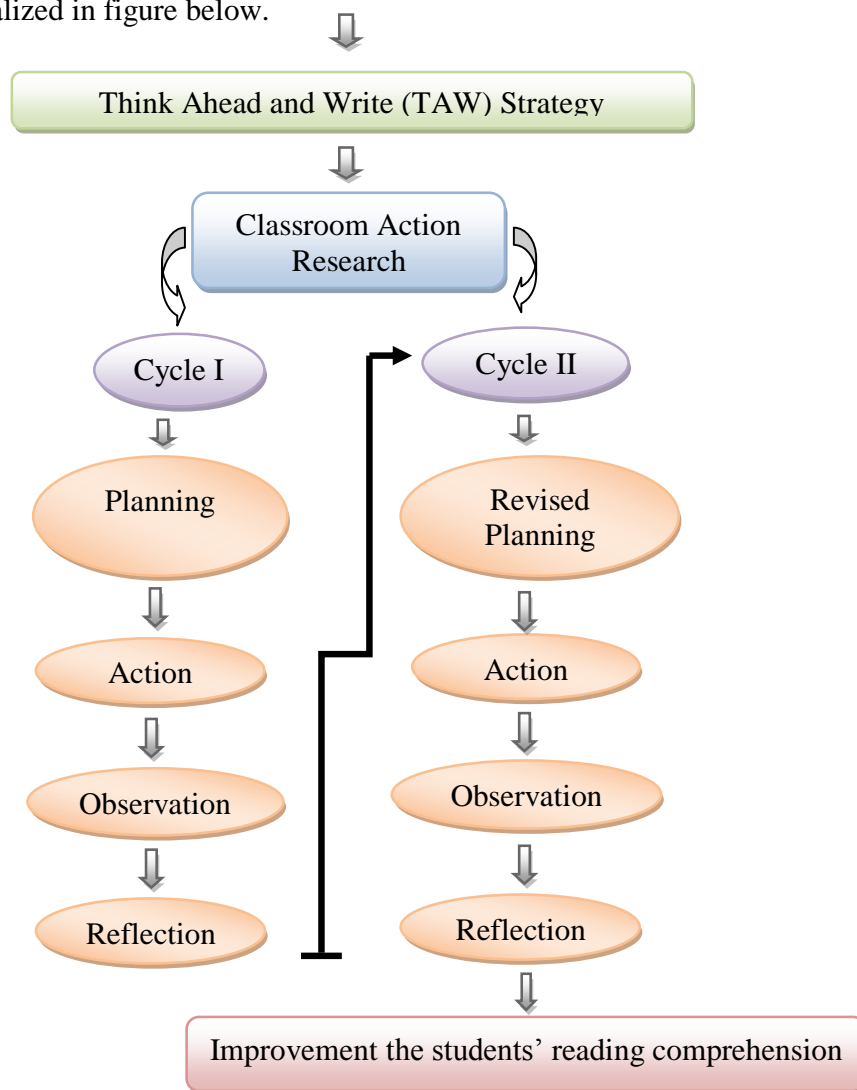 alized in figure below.
Think Ahead and Write (TAW) Strategy
Classroom Action
Research
Cycle I
Cycle II
Planning
Revised
Planning
Action
Action
Observation
Observation
Reflection
Reflection
Improvement the students’ reading comprehension